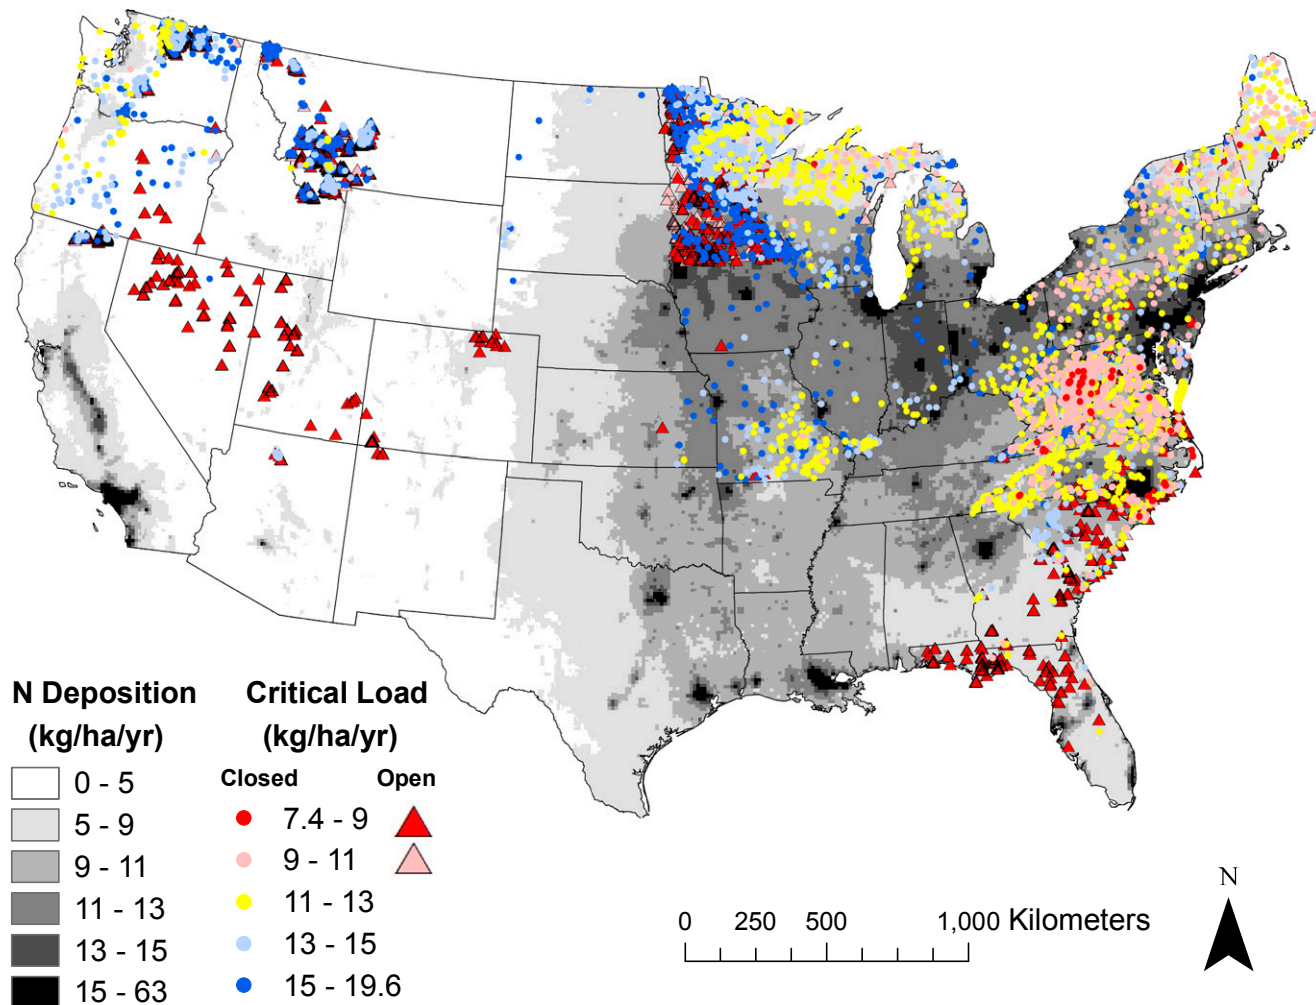 N Deposition
(kg/ha/yr)
0 - 5
5 - 9
9 - 11
11 - 13
13 - 15
15 - 63
Critical Load
(kg/ha/yr)
Closed Open
7.4 - 9
9 - 11
11 - 13
13 - 15
15 - 19.6
0 250 500 1,000 Kilometers
N